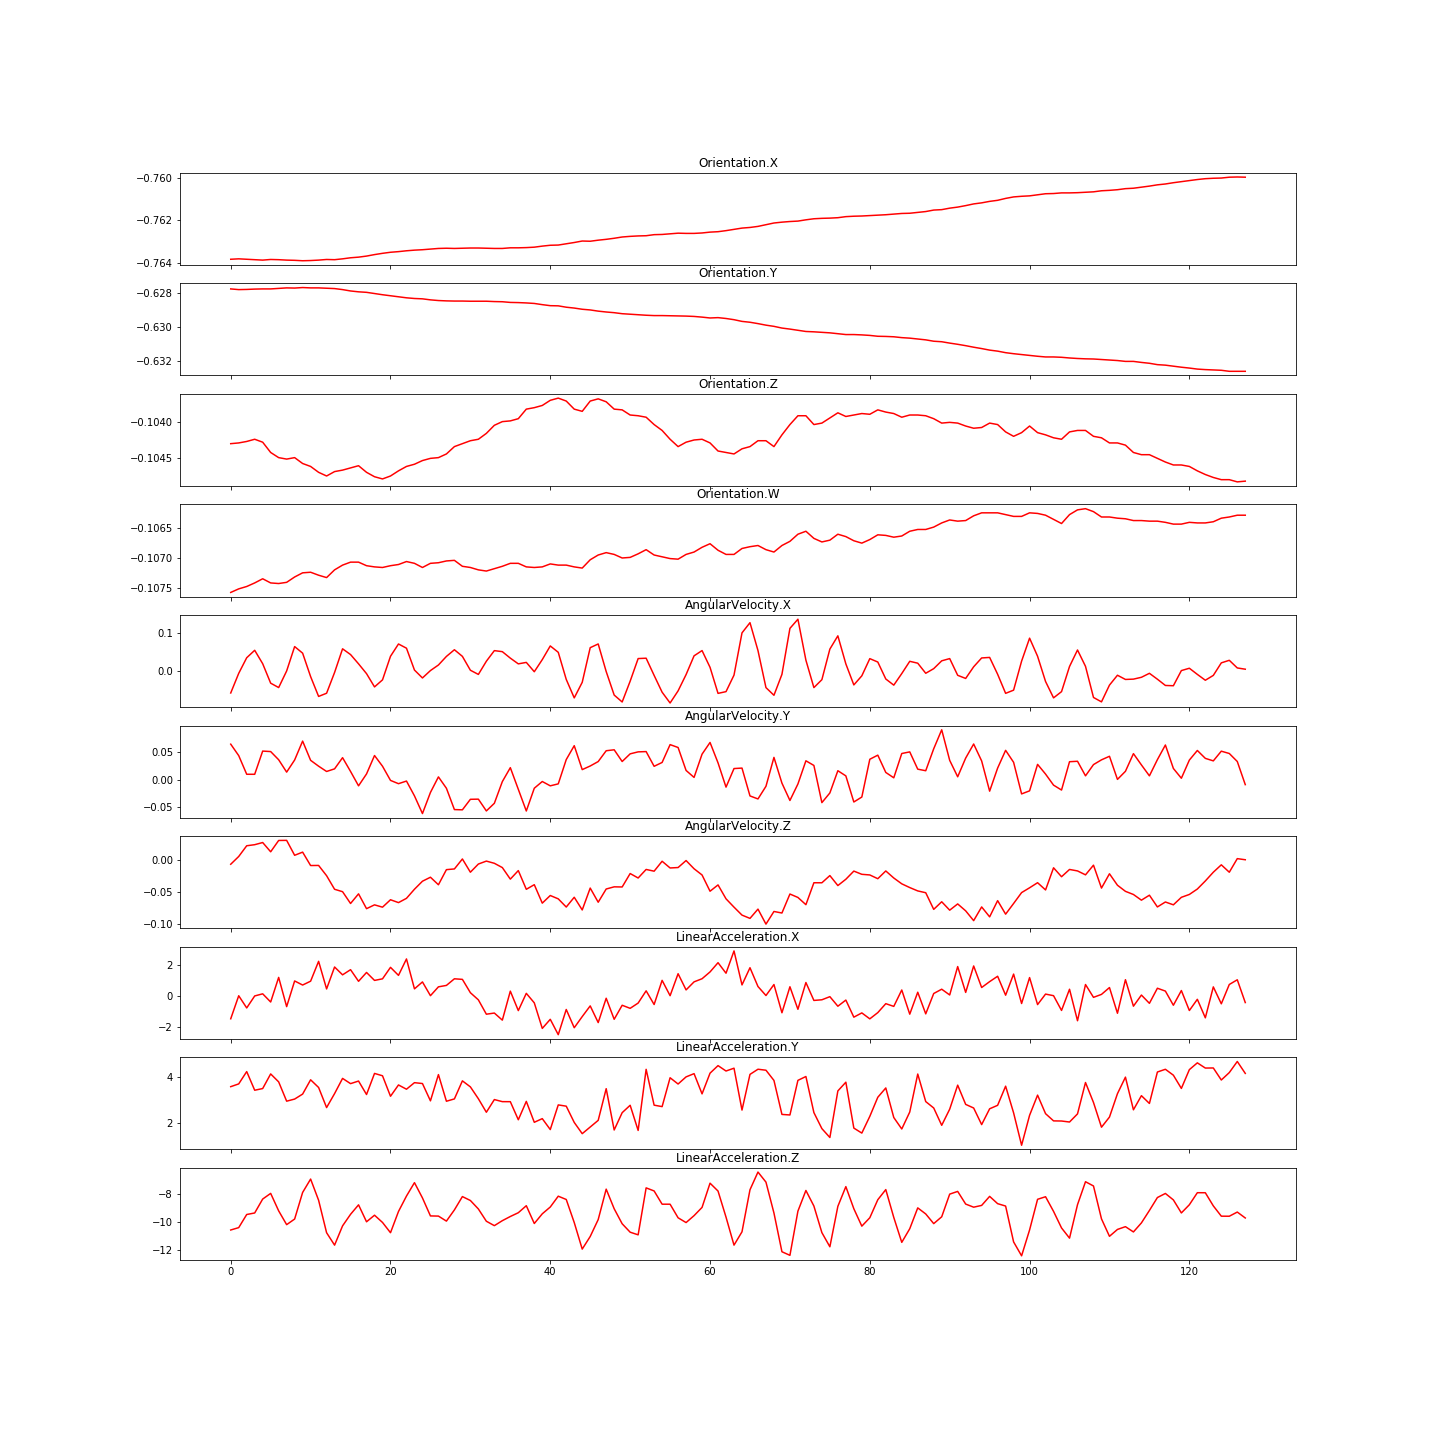 Orientation.X
−0.760
−0.762
−0.764
Orientation.Y
−0.628
−0.630
−0.632
Orientation.Z
−0.1040
−0.1045
Orientation.W
−0.1065
−0.1070
−0.1075
AngularVelocity.X
0.1
0.0
AngularVelocity.Y
0.05
0.00
−0.05
AngularVelocity.Z
0.00
−0.05
−0.10
LinearAcceleration.X
2
0
−2
LinearAcceleration.Y
4
2
LinearAcceleration.Z
−8
−10
−12
0 20 40 60 80 100 120